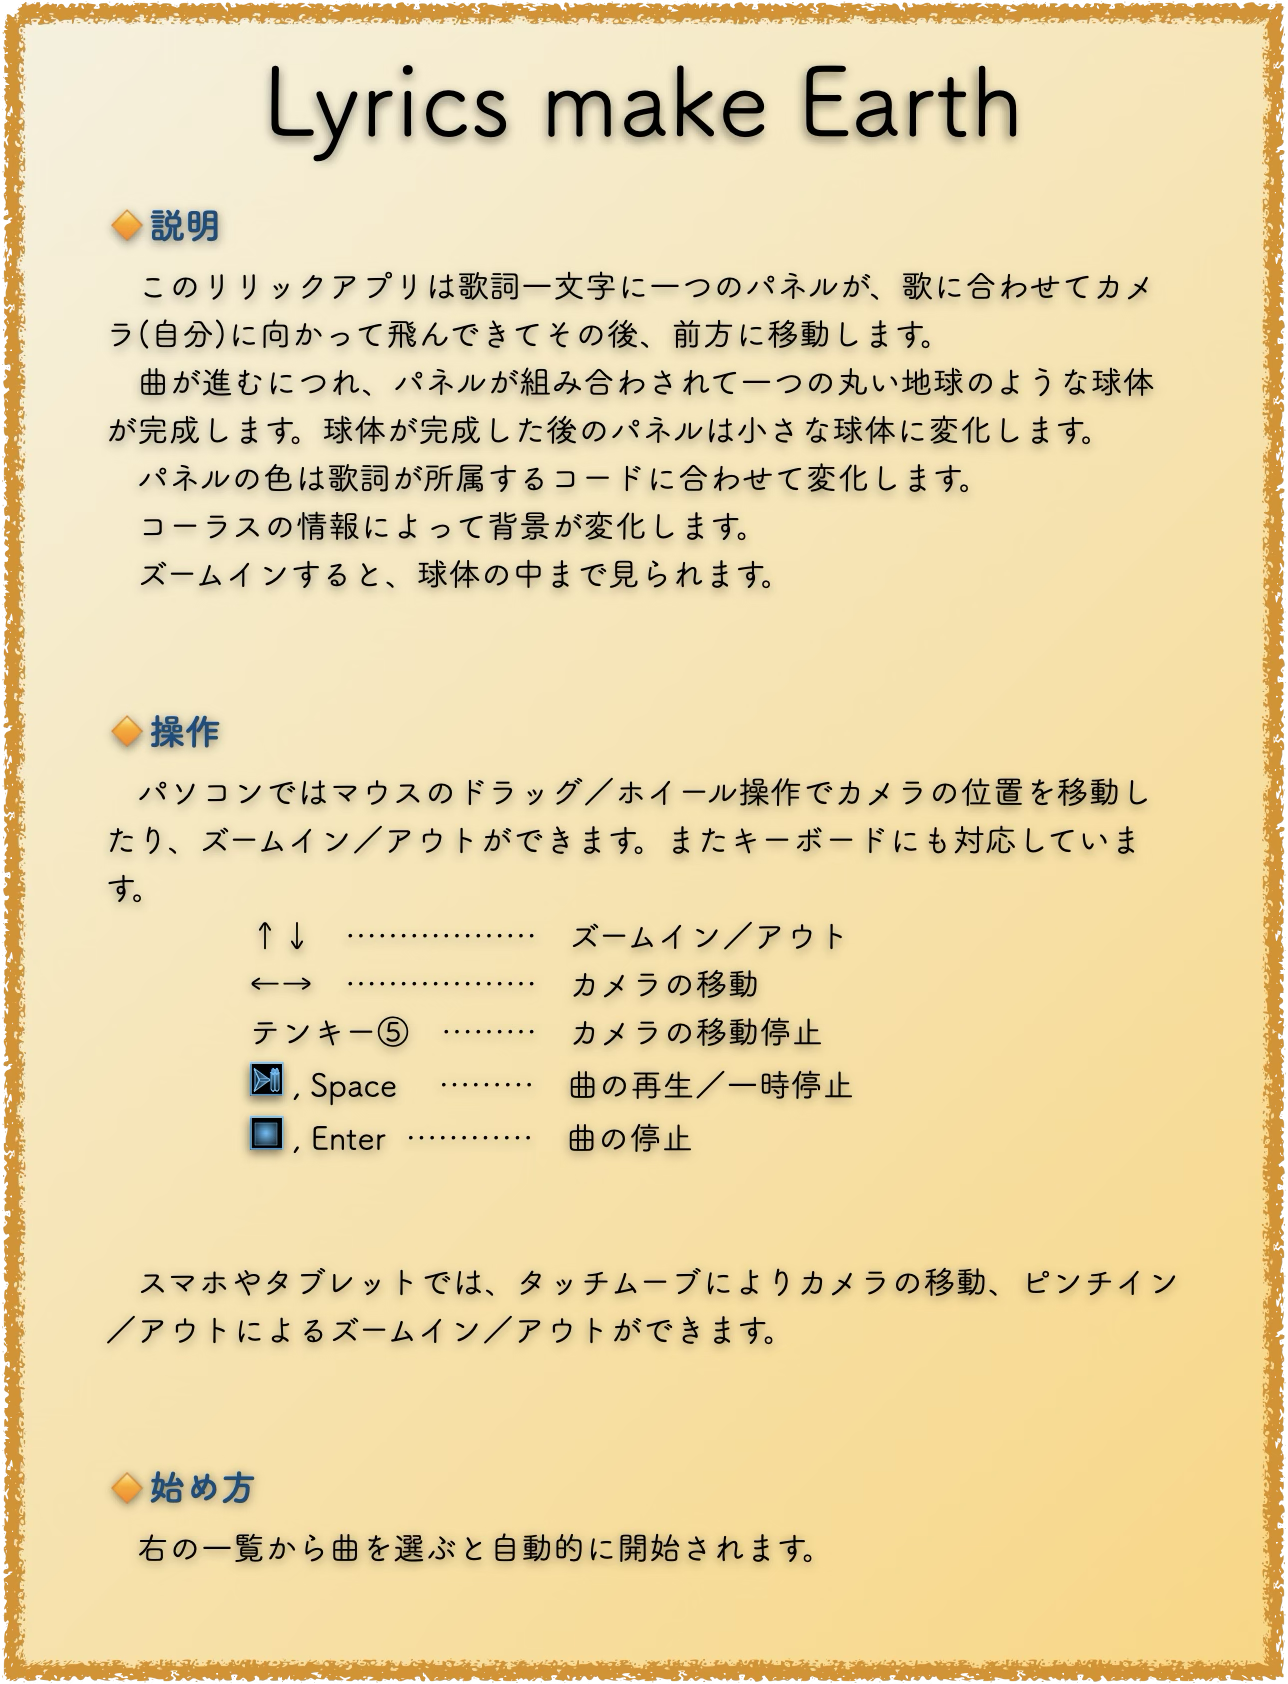 Lyrics make Earth
🔶説明
このリリックアプリは歌詞一文字に一つのパネルが、歌に合わせてカメ
ラ(自分)に向かって飛んできてその後、前方に移動します。
曲が進むにつれ、パネルが組み合わされて一つの丸い地球のような球体
が完成します。球体が完成した後のパネルは小さな球体に変化します。
パネルの色は歌詞が所属するコードに合わせて変化します。
コーラスの情報によって背景が変化します。
ズームインすると、球体の中まで見られます。
🔶操作
パソコンではマウスのドラッグ／ホイール操作でカメラの位置を移動し
たり、ズームイン／アウトができます。またキーボードにも対応していま
す。
↑↓ ……………… ズームイン／アウト
←→ ……………… カメラの移動
テンキー⑤ ……… カメラの移動停止
, Space ……… 曲の再生／一時停止
, Enter ………… 曲の停止
スマホやタブレットでは、タッチムーブによりカメラの移動、ピンチイン
／アウトによるズームイン／アウトができます。
🔶始め方
右の一覧から曲を選ぶと自動的に開始されます。